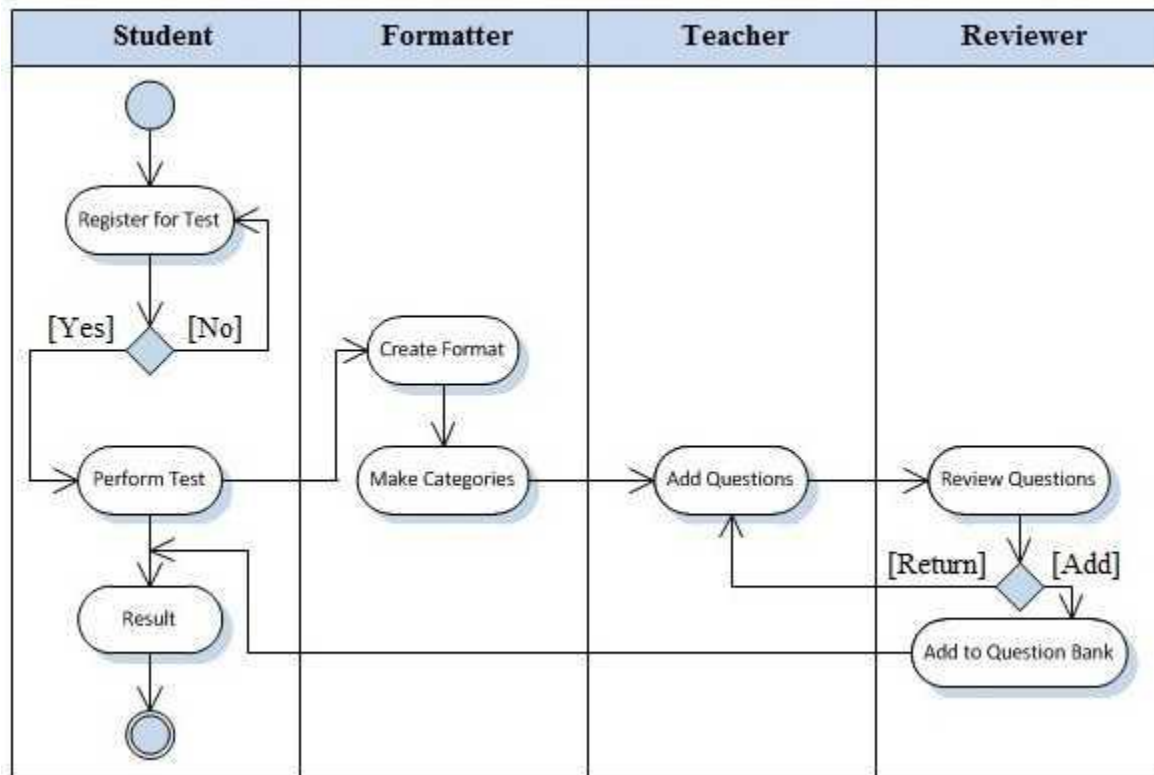 Student
Formatter
Teacher
Reviewer
Register for Test
[Yes]
[No]
Create Format
Perform Test
Make Categories
Add Questions
Review Questions
[Return]
[Add]
Result
Add to Question Bank